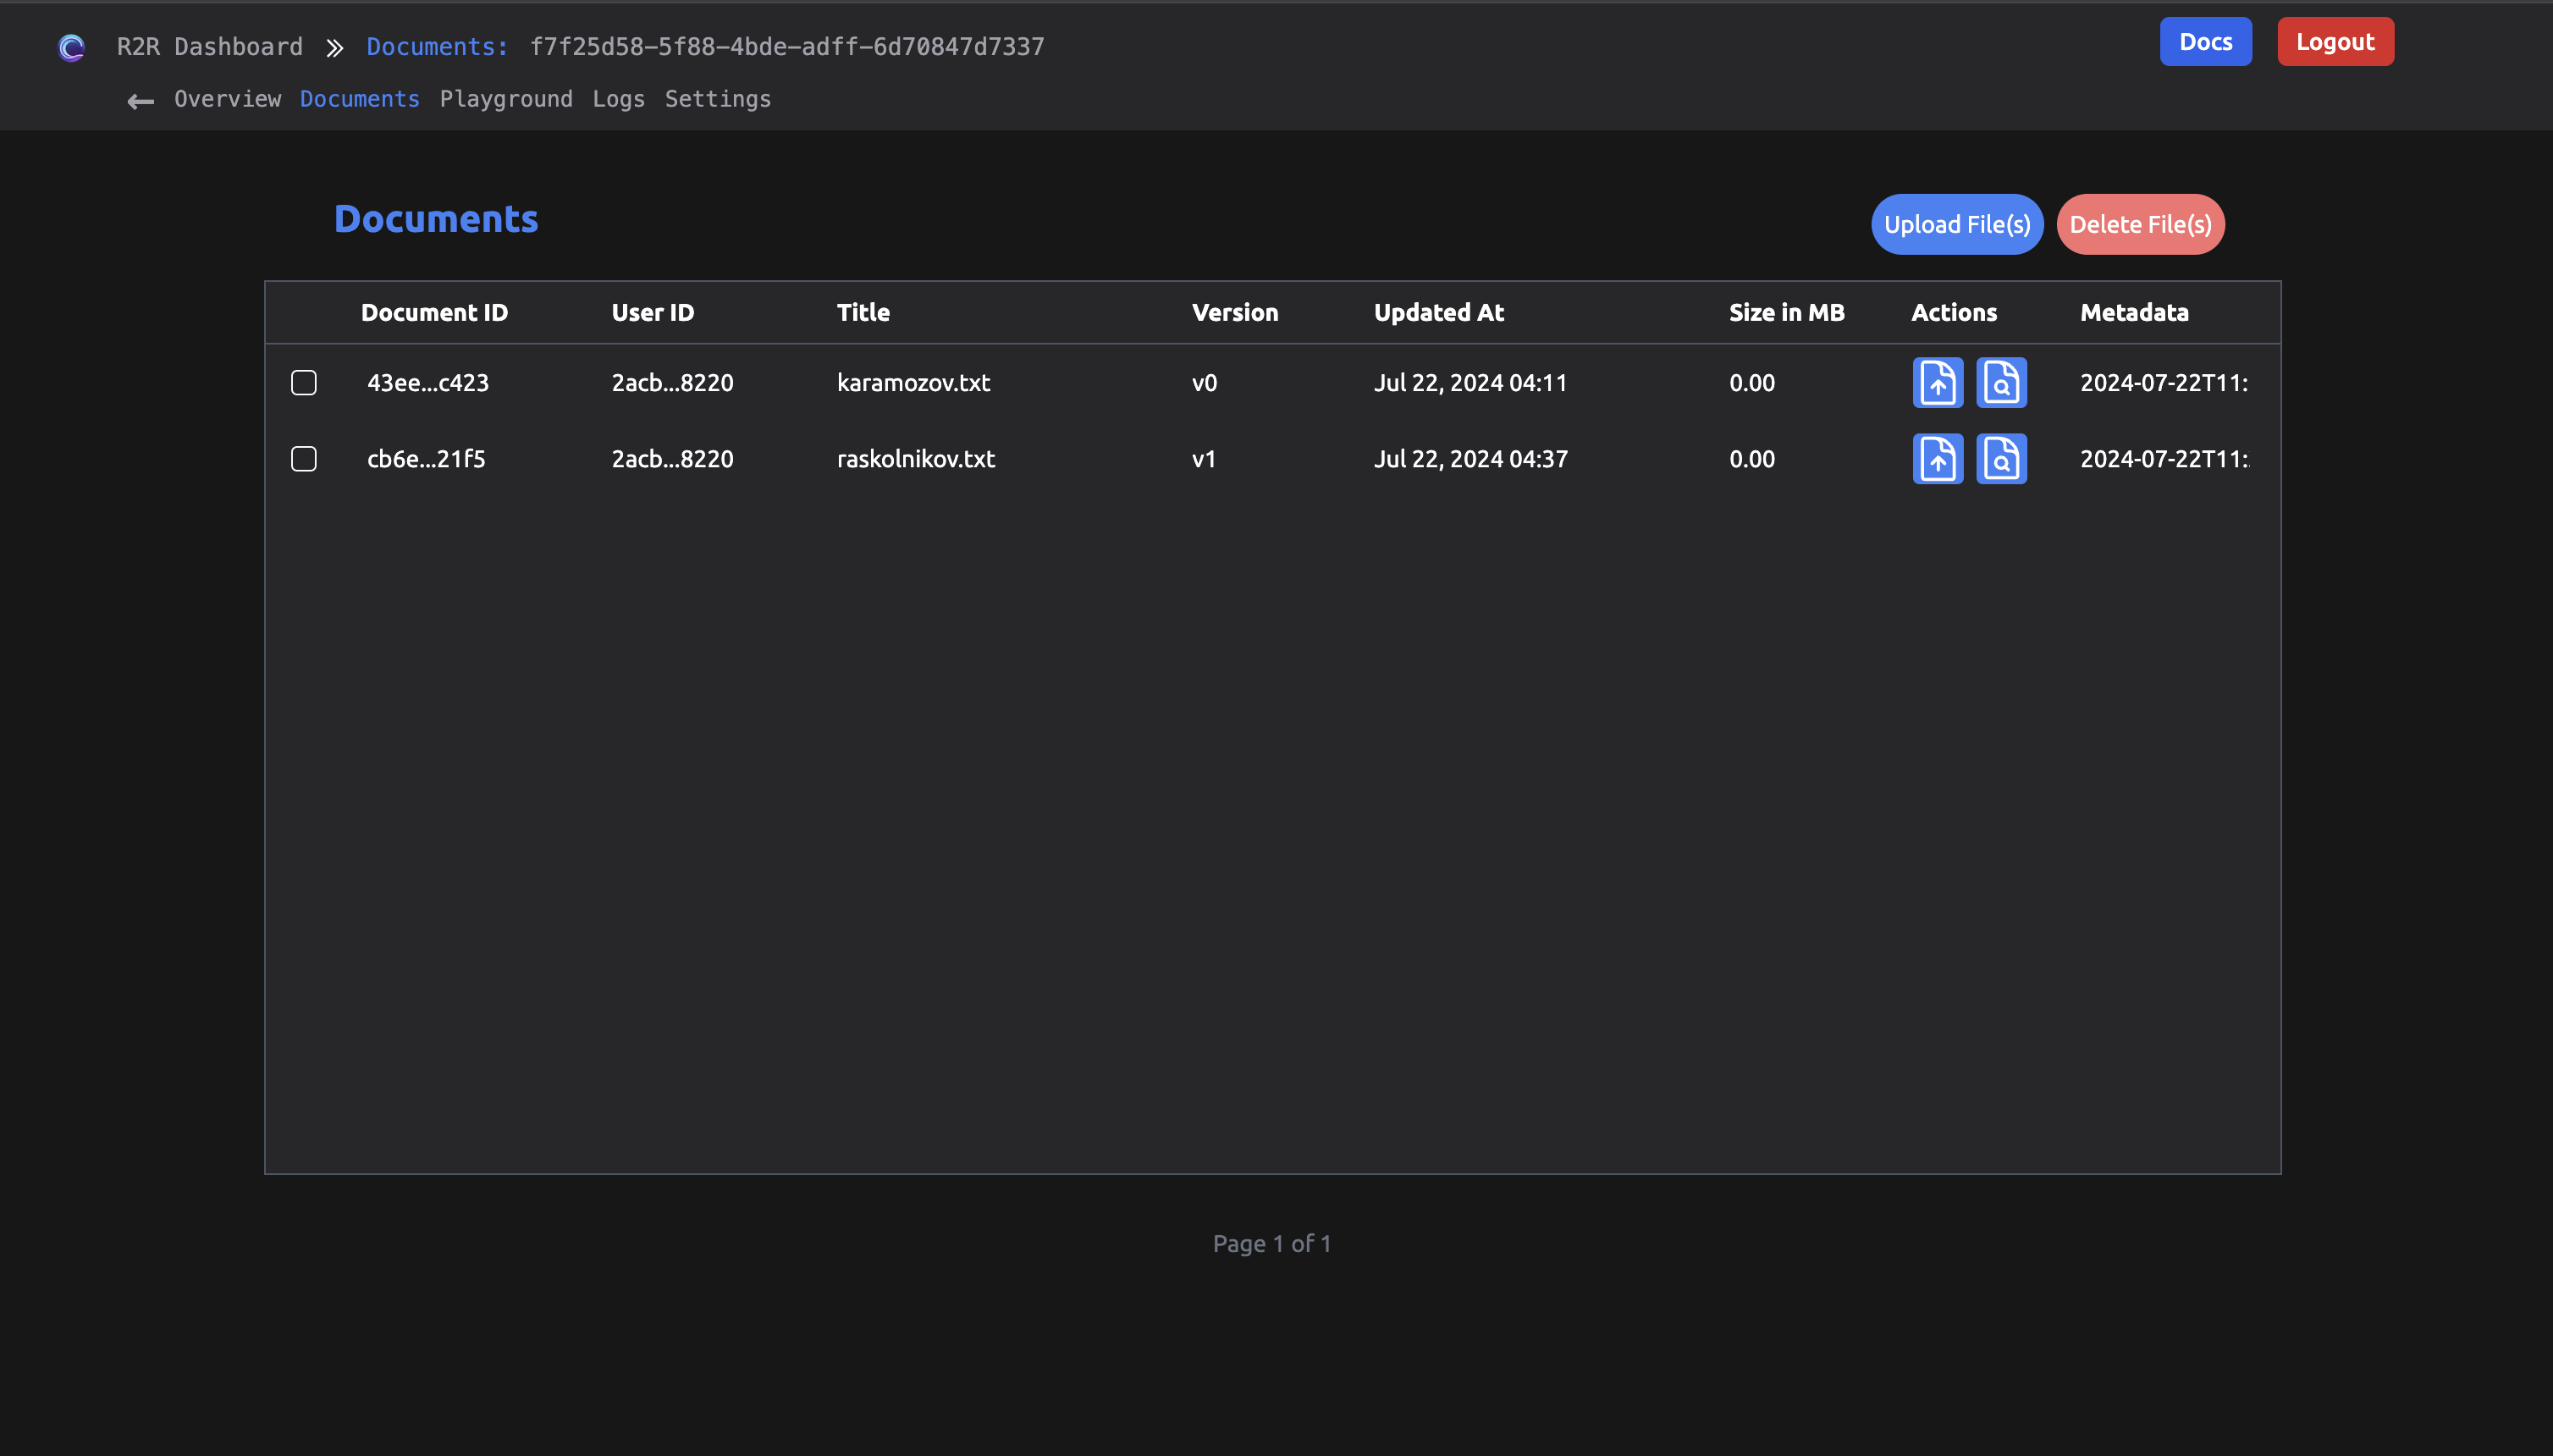 R2R Dashboard » Documents: f7f25d58-5f88-4bde-adff-6d70847d7337 Docs Logout
Overview Documents Playground Logs Settings
Documents Upload File(s) Delete File(s)
Document ID User ID Title Version Updated At Size in MB Actions Metadata
43ee...c423 2acb...8220 karamozov.txt v0 Jul 22, 2024 04:11 0.00 2024-07-22T11:
cb6e...21f5 2acb...8220 raskolnikov.txt v1 Jul 22, 2024 04:37 0.00 2024-07-22T11:
Page 1 of 1